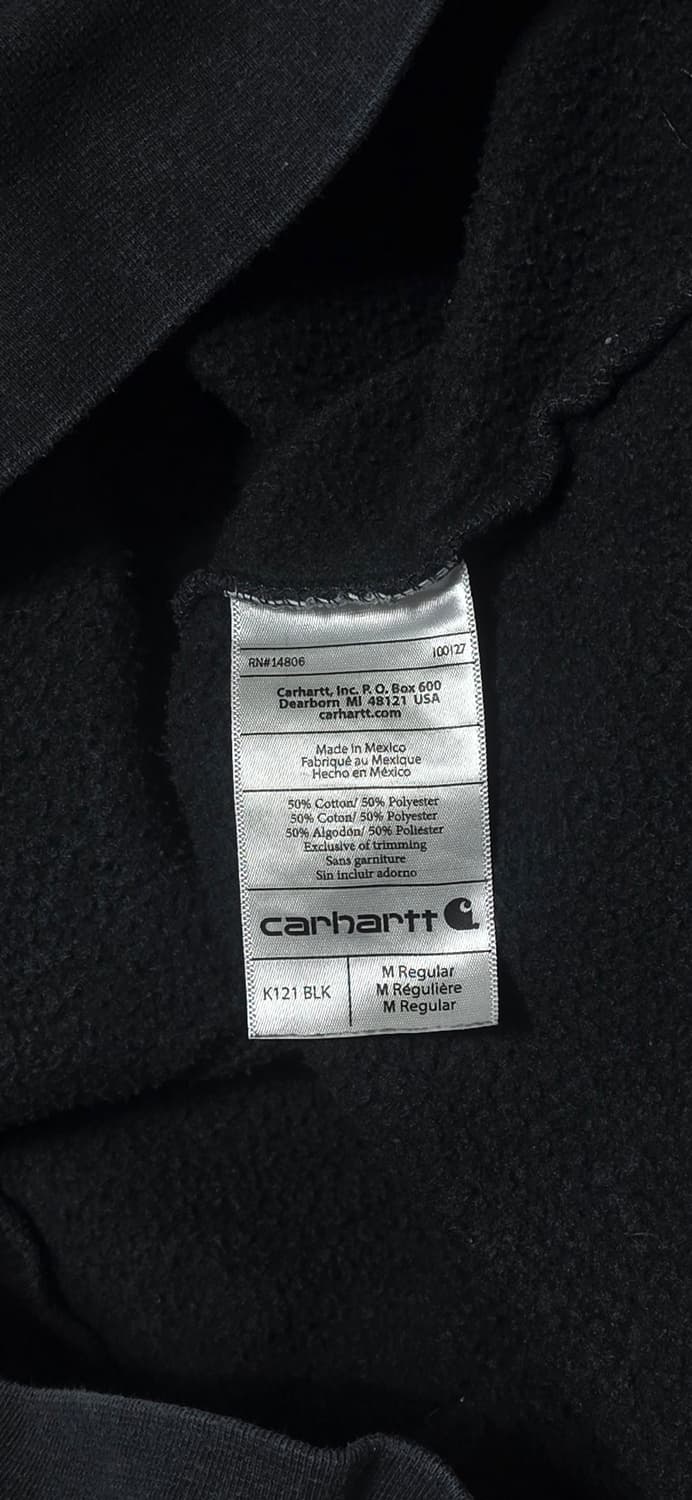 RN#14806 100127
Carhartt, Inc. P. O. Box 600
Dearborn MI 48121 USA
carhartt.com
Made in Mexico
Fabriqué au Mexique
Hecho en México
50% Cotton/ 50% Polyester
50% Coton/ 50% Polyester
50% Algodón/ 50% Poliéster
Exclusive of trimming
Sans garniture
Sin incluir adorno
carhartt
K121 BLK
M Regular
M Régulière
M Regular